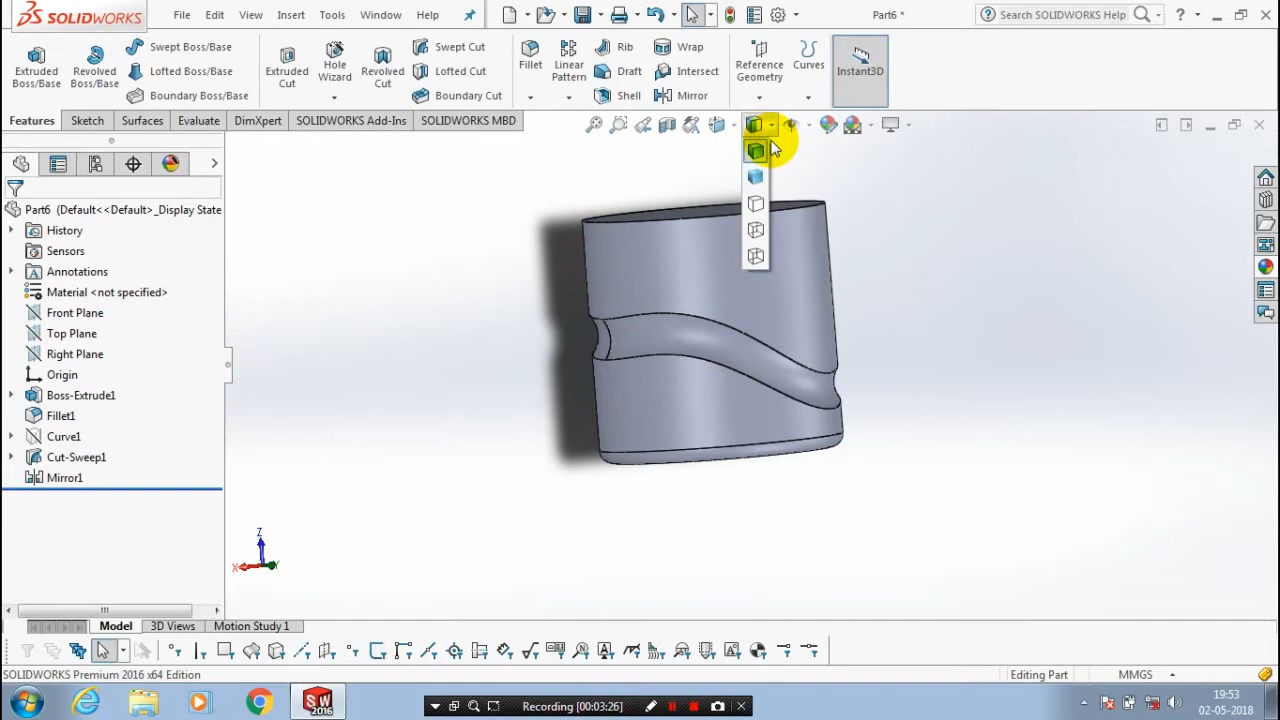 SOLIDWORKS File Edit View Insert Tools Window Help Part6 * Search SOLIDWORKS Help ?
Extruded Boss/Base
Revolved Boss/Base
Swept Boss/Base
Lofted Boss/Base
Boundary Boss/Base
Extruded Cut
Hole Wizard
Revolved Cut
Swept Cut
Lofted Cut
Boundary Cut
Fillet
Linear Pattern
Rib
Draft
Shell
Wrap
Intersect
Mirror
Reference Geometry
Curves
Instant3D
Features Sketch Surfaces Evaluate DimXpert SOLIDWORKS Add-Ins SOLIDWORKS MBD
Part6 (Default<<Default>_Display State
History
Sensors
Annotations
Material <not specified>
Front Plane
Top Plane
Right Plane
Origin
Boss-Extrude1
Fillet1
Curve1
Cut-Sweep1
Mirror1
Z
X
Y
Model 3D Views Motion Study 1
SOLIDWORKS Premium 2016 x64 Edition Editing Part MMGS
SW 2016
Recording [00:03:26]
19:53
02-05-2018